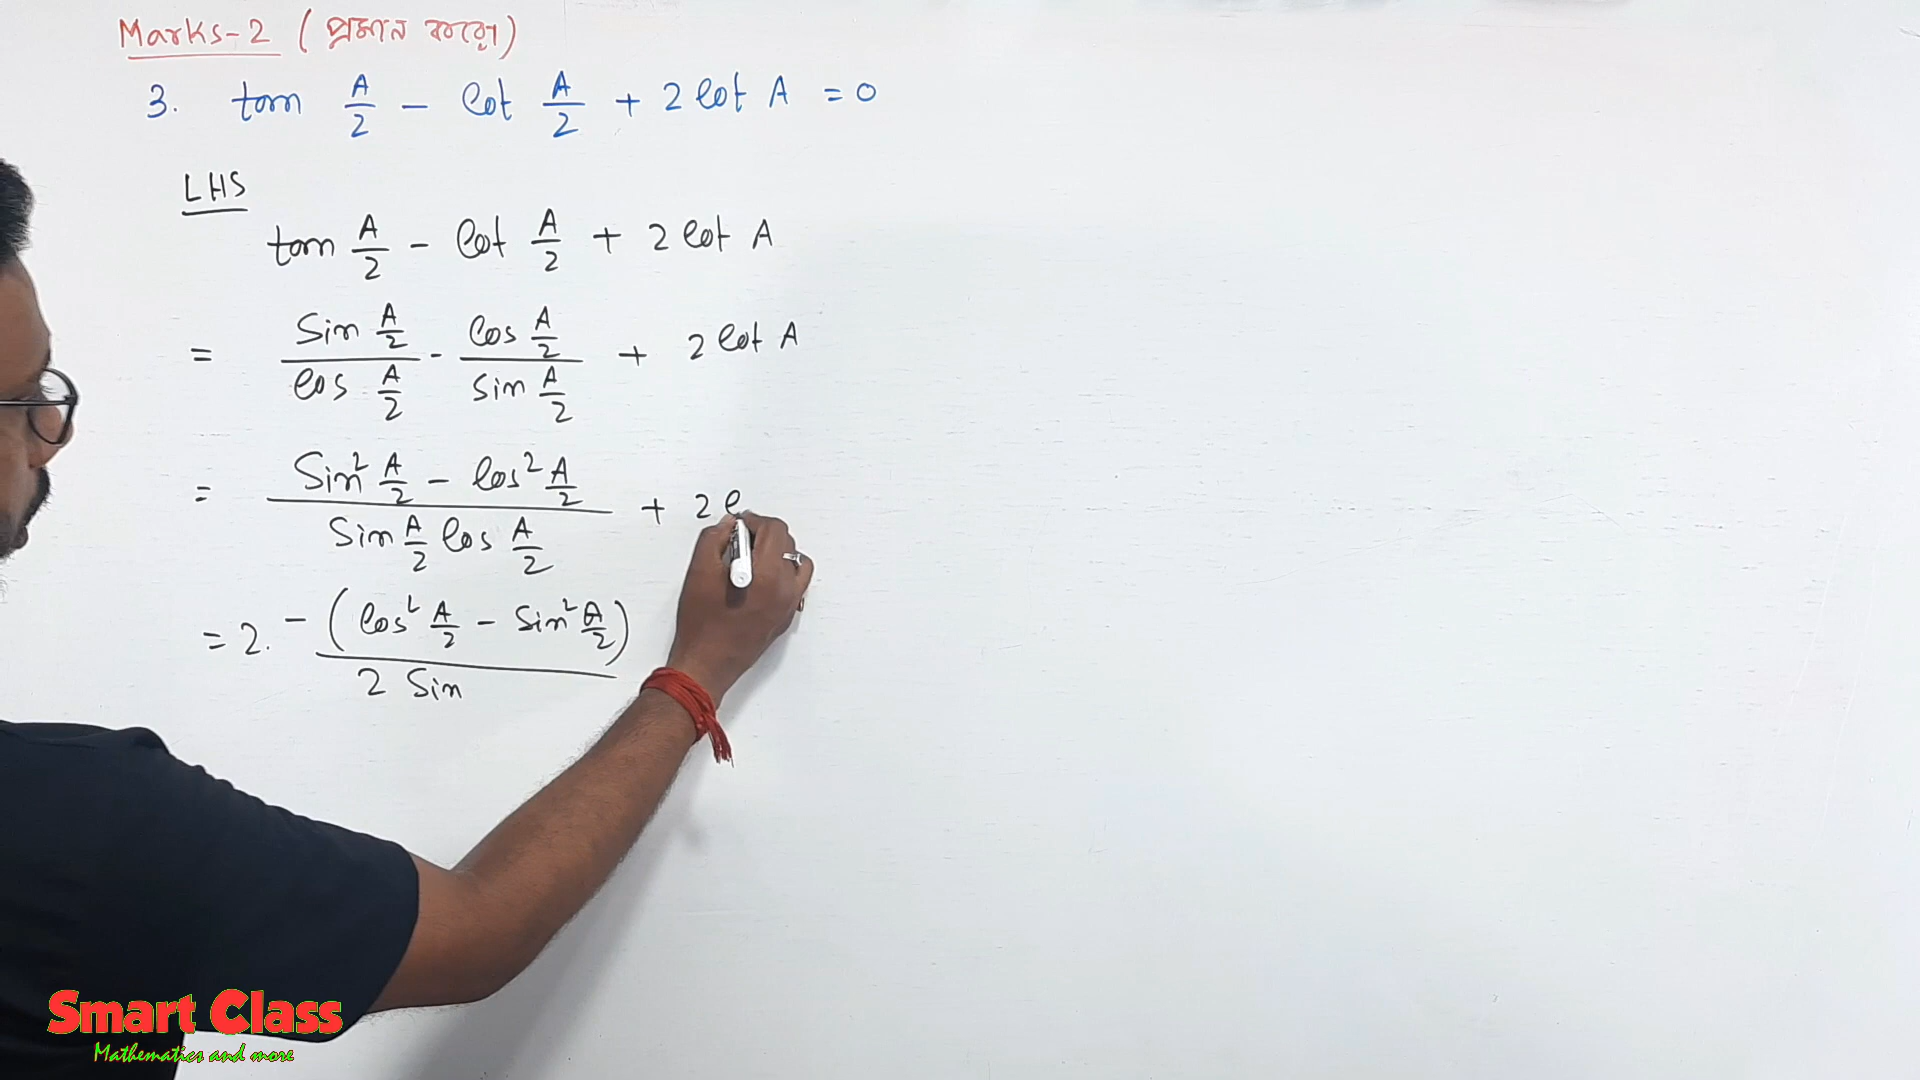 Marks-2 (প্রমান করো)
3. tan A/2 - Cot A/2 + 2 Cot A = 0
LHS
tan A/2 - Cot A/2 + 2 Cot A
= Sin A/2 / Cos A/2 - Cos A/2 / Sin A/2 + 2 Cot A
= Sin² A/2 - Cos² A/2 / Sin A/2 Cos A/2 + 2 C
= 2. - (Cos² A/2 - Sin² A/2) / 2 Sin
Smart Class
Mathematics and more